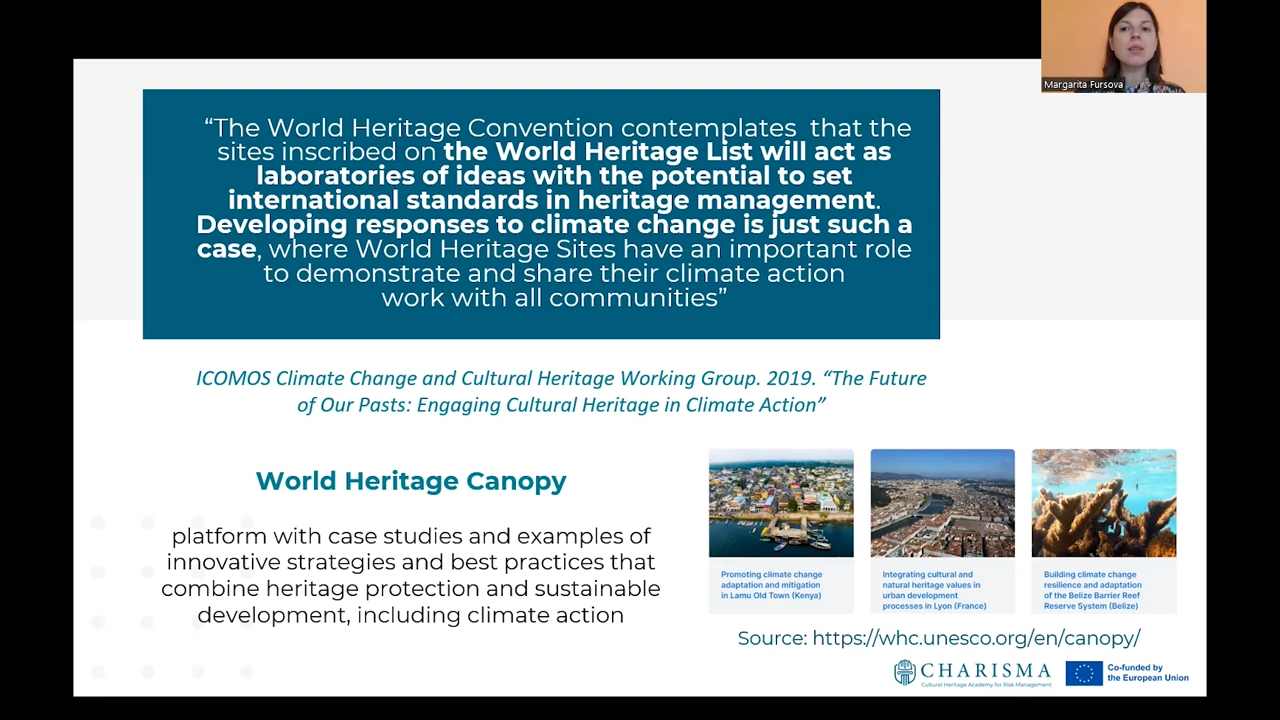 Margarita Fursova
“The World Heritage Convention contemplates that the
sites inscribed on the World Heritage List will act as
laboratories of ideas with the potential to set
international standards in heritage management.
Developing responses to climate change is just such a
case, where World Heritage Sites have an important role
to demonstrate and share their climate action
work with all communities”
ICOMOS Climate Change and Cultural Heritage Working Group. 2019. “The Future
of Our Pasts: Engaging Cultural Heritage in Climate Action”
World Heritage Canopy
platform with case studies and examples of
innovative strategies and best practices that
combine heritage protection and sustainable
development, including climate action
Promoting climate change
adaptation and mitigation
in Lamu Old Town (Kenya)
Integrating cultural and
natural heritage values in
urban development
processes in Lyon (France)
Building climate change
resilience and adaptation
of the Belize Barrier Reef
Reserve System (Belize)
Source: https://whc.unesco.org/en/canopy/
CHARISMA
Cultural Heritage Academy for Risk Management
Co-funded by
the European Union